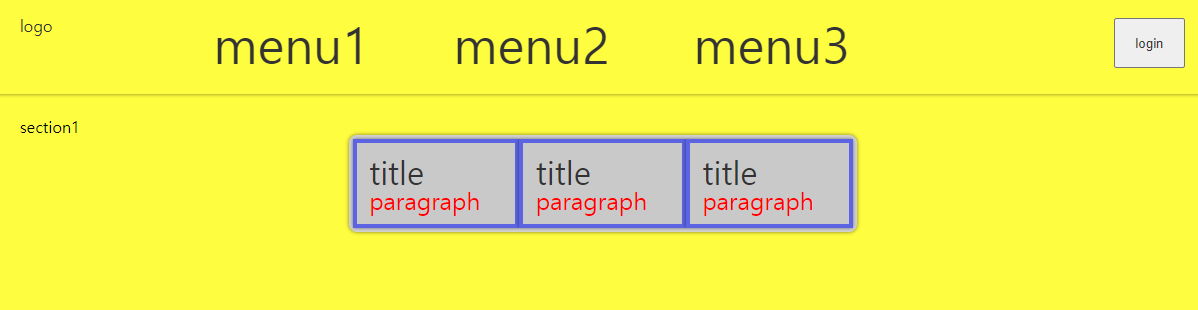 logo menu1 menu2 menu3 login
section1
title title title
paragraph paragraph paragraph